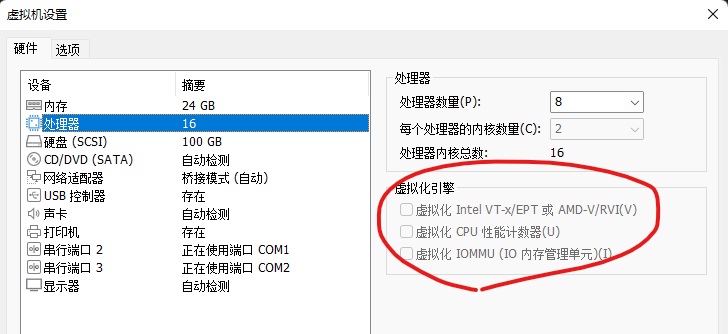 虚拟机设置
硬件 选项
设备 摘要
内存 24 GB
处理器 16
硬盘 (SCSI) 100 GB
CD/DVD (SATA) 自动检测
网络适配器 桥接模式 (自动)
USB 控制器 存在
声卡 自动检测
打印机 存在
串行端口 2 正在使用端口 COM1
串行端口 3 正在使用端口 COM2
显示器 自动检测
处理器
处理器数量(P): 8
每个处理器的内核数量(C): 2
处理器内核总数: 16
虚拟化引擎
虚拟化 Intel VT-x/EPT 或 AMD-V/RVI(V)
虚拟化 CPU 性能计数器(U)
虚拟化 IOMMU (IO 内存管理单元)(I)